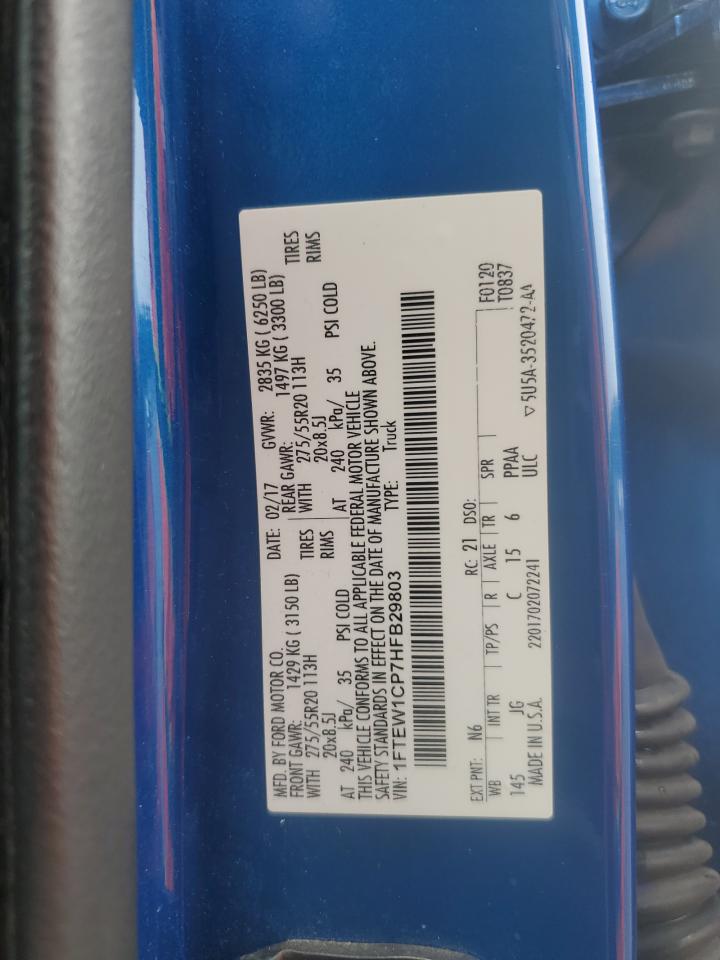 MFD. BY FORD MOTOR CO. DATE: 02/17 GVWR: 2835 KG ( 6250 LB)
FRONT GAWR: 1429 KG ( 3150 LB) REAR GAWR: 1497 KG ( 3300 LB)
WITH 275/55R20 113H TIRES WITH 275/55R20 113H TIRES
20x8.5J RIMS 20x8.5J RIMS
AT 240 kPa/ 35 PSI COLD AT 240 kPa/ 35 PSI COLD
THIS VEHICLE CONFORMS TO ALL APPLICABLE FEDERAL MOTOR VEHICLE
SAFETY STANDARDS IN EFFECT ON THE DATE OF MANUFACTURE SHOWN ABOVE.
VIN: 1FTEW1CP7HFB29803 TYPE: Truck
F0120
T0837
EXT PNT: N6 RC: 21 DSO:
WB INT TR TP/PS R AXLE TR SPR
145 JG C 15 6 PPAA
MADE IN U.S.A. 2201702072241 ULC
▽5U5A-3520472-AA